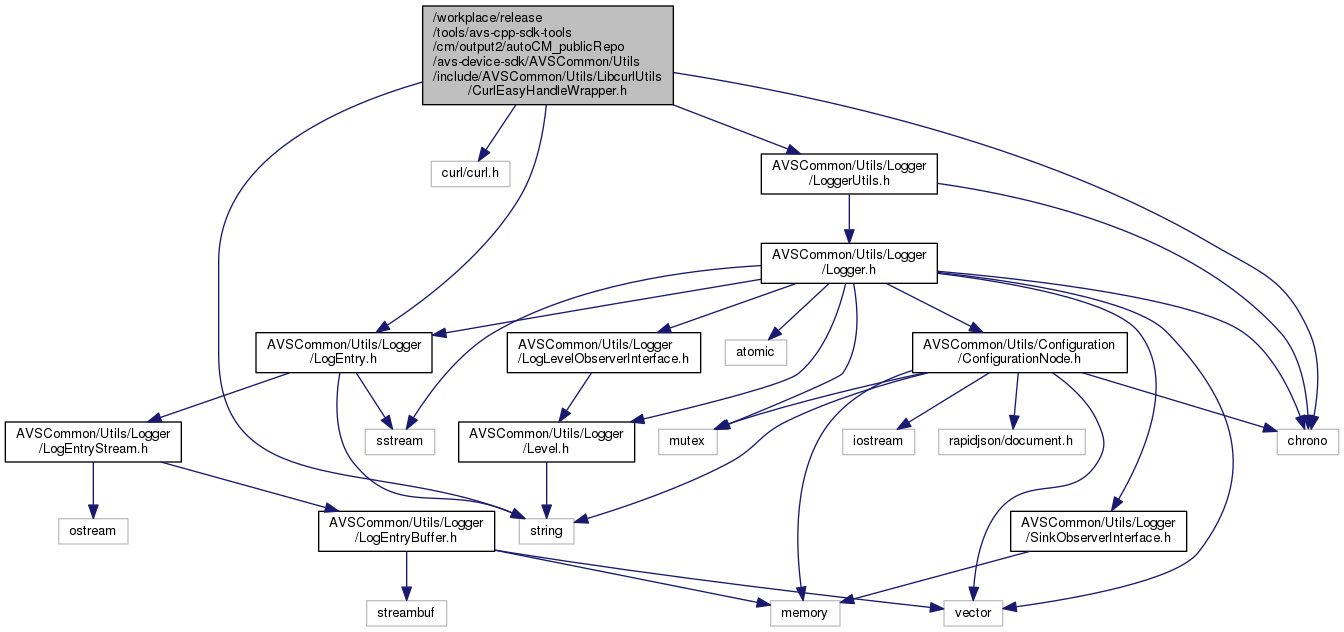 /workplace/release
/tools/avs-cpp-sdk-tools
/cm/output2/autoCM_publicRepo
/avs-device-sdk/AVSCommon/Utils
/include/AVSCommon/Utils/LibcurlUtils
/CurlEasyHandleWrapper.h
curl/curl.h
AVSCommon/Utils/Logger
/LoggerUtils.h
AVSCommon/Utils/Logger
/Logger.h
AVSCommon/Utils/Logger
/LogEntry.h
AVSCommon/Utils/Logger
/LogLevelObserverInterface.h
atomic
AVSCommon/Utils/Configuration
/ConfigurationNode.h
AVSCommon/Utils/Logger
/LogEntryStream.h
sstream
AVSCommon/Utils/Logger
/Level.h
mutex
iostream
rapidjson/document.h
chrono
ostream
AVSCommon/Utils/Logger
/LogEntryBuffer.h
string
AVSCommon/Utils/Logger
/SinkObserverInterface.h
streambuf
memory
vector